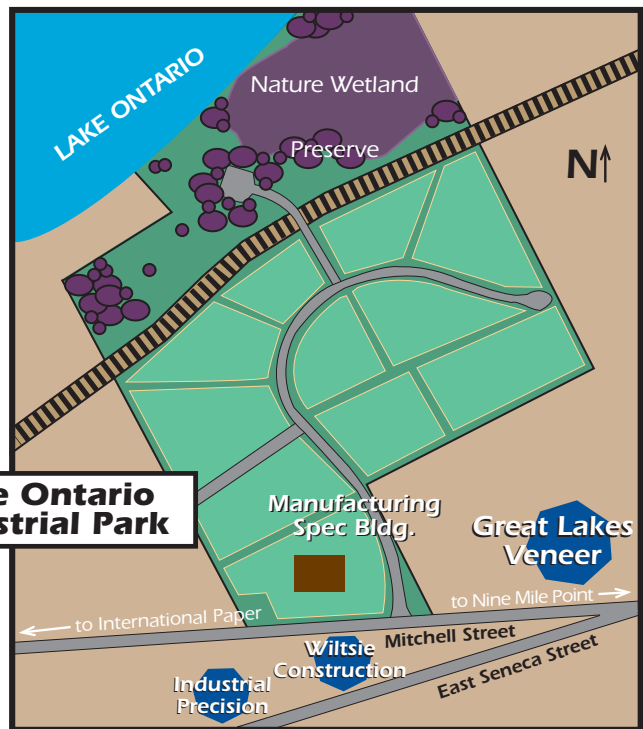 LAKE ONTARIO
Nature Wetland
Preserve
N
e Ontario
strial Park
Manufacturing
Spec Bldg.
Great Lakes
Veneer
to International Paper
to Nine Mile Point
Mitchell Street
East Seneca Street
Wiltsie
Construction
Industrial
Precision